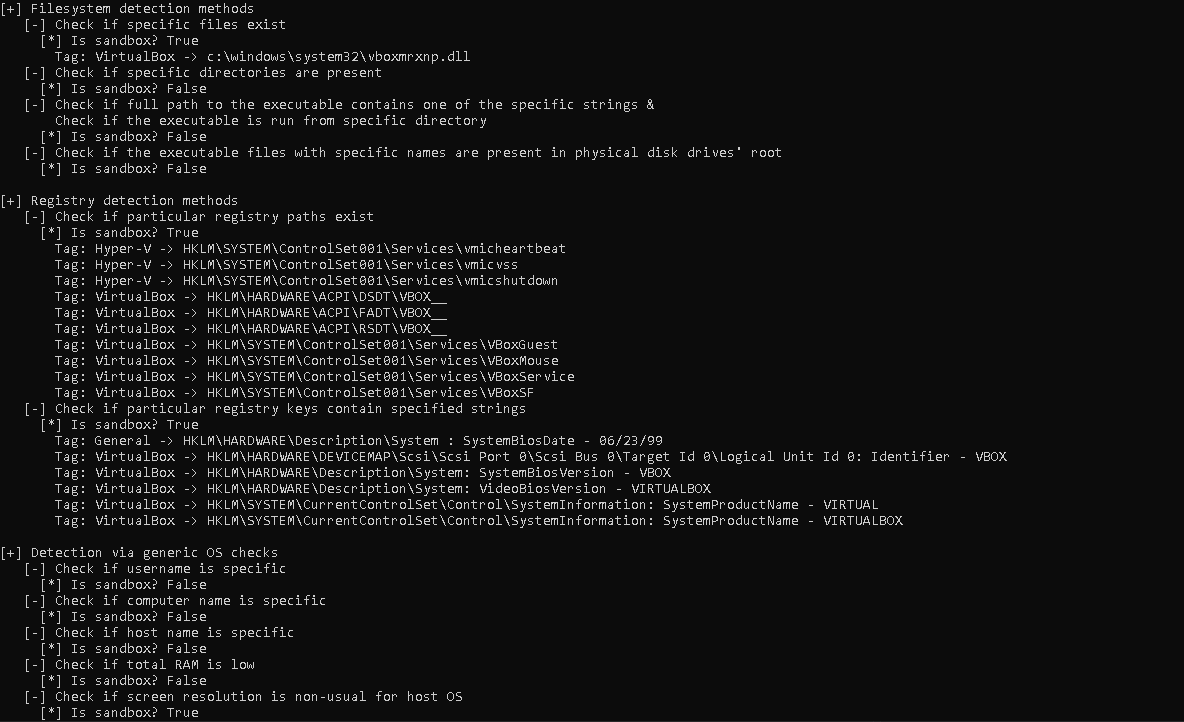 [+] Filesystem detection methods
[-] Check if specific files exist
[*] Is sandbox? True
Tag: VirtualBox -> c:\windows\system32\vboxmrxnp.dll
[-] Check if specific directories are present
[*] Is sandbox? False
[-] Check if full path to the executable contains one of the specific strings &
Check if the executable is run from specific directory
[*] Is sandbox? False
[-] Check if the executable files with specific names are present in physical disk drives' root
[*] Is sandbox? False
[+] Registry detection methods
[-] Check if particular registry paths exist
[*] Is sandbox? True
Tag: Hyper-V -> HKLM\SYSTEM\ControlSet001\Services\vmicheartbeat
Tag: Hyper-V -> HKLM\SYSTEM\ControlSet001\Services\vmicvss
Tag: Hyper-V -> HKLM\SYSTEM\ControlSet001\Services\vmicshutdown
Tag: VirtualBox -> HKLM\HARDWARE\ACPI\DSDT\VBOX__
Tag: VirtualBox -> HKLM\HARDWARE\ACPI\FADT\VBOX__
Tag: VirtualBox -> HKLM\HARDWARE\ACPI\RSDT\VBOX__
Tag: VirtualBox -> HKLM\SYSTEM\ControlSet001\Services\VBoxGuest
Tag: VirtualBox -> HKLM\SYSTEM\ControlSet001\Services\VBoxMouse
Tag: VirtualBox -> HKLM\SYSTEM\ControlSet001\Services\VBoxService
Tag: VirtualBox -> HKLM\SYSTEM\ControlSet001\Services\VBoxSF
[-] Check if particular registry keys contain specified strings
[*] Is sandbox? True
Tag: General -> HKLM\HARDWARE\Description\System : SystemBiosDate - 06/23/99
Tag: VirtualBox -> HKLM\HARDWARE\DEVICEMAP\Scsi\Scsi Port 0\Scsi Bus 0\Target Id 0\Logical Unit Id 0: Identifier - VBOX
Tag: VirtualBox -> HKLM\HARDWARE\Description\System: SystemBiosVersion - VBOX
Tag: VirtualBox -> HKLM\HARDWARE\Description\System: VideoBiosVersion - VIRTUALBOX
Tag: VirtualBox -> HKLM\SYSTEM\CurrentControlSet\Control\SystemInformation: SystemProductName - VIRTUAL
Tag: VirtualBox -> HKLM\SYSTEM\CurrentControlSet\Control\SystemInformation: SystemProductName - VIRTUALBOX
[+] Detection via generic OS checks
[-] Check if username is specific
[*] Is sandbox? False
[-] Check if computer name is specific
[*] Is sandbox? False
[-] Check if host name is specific
[*] Is sandbox? False
[-] Check if total RAM is low
[*] Is sandbox? False
[-] Check if screen resolution is non-usual for host OS
[*] Is sandbox? True